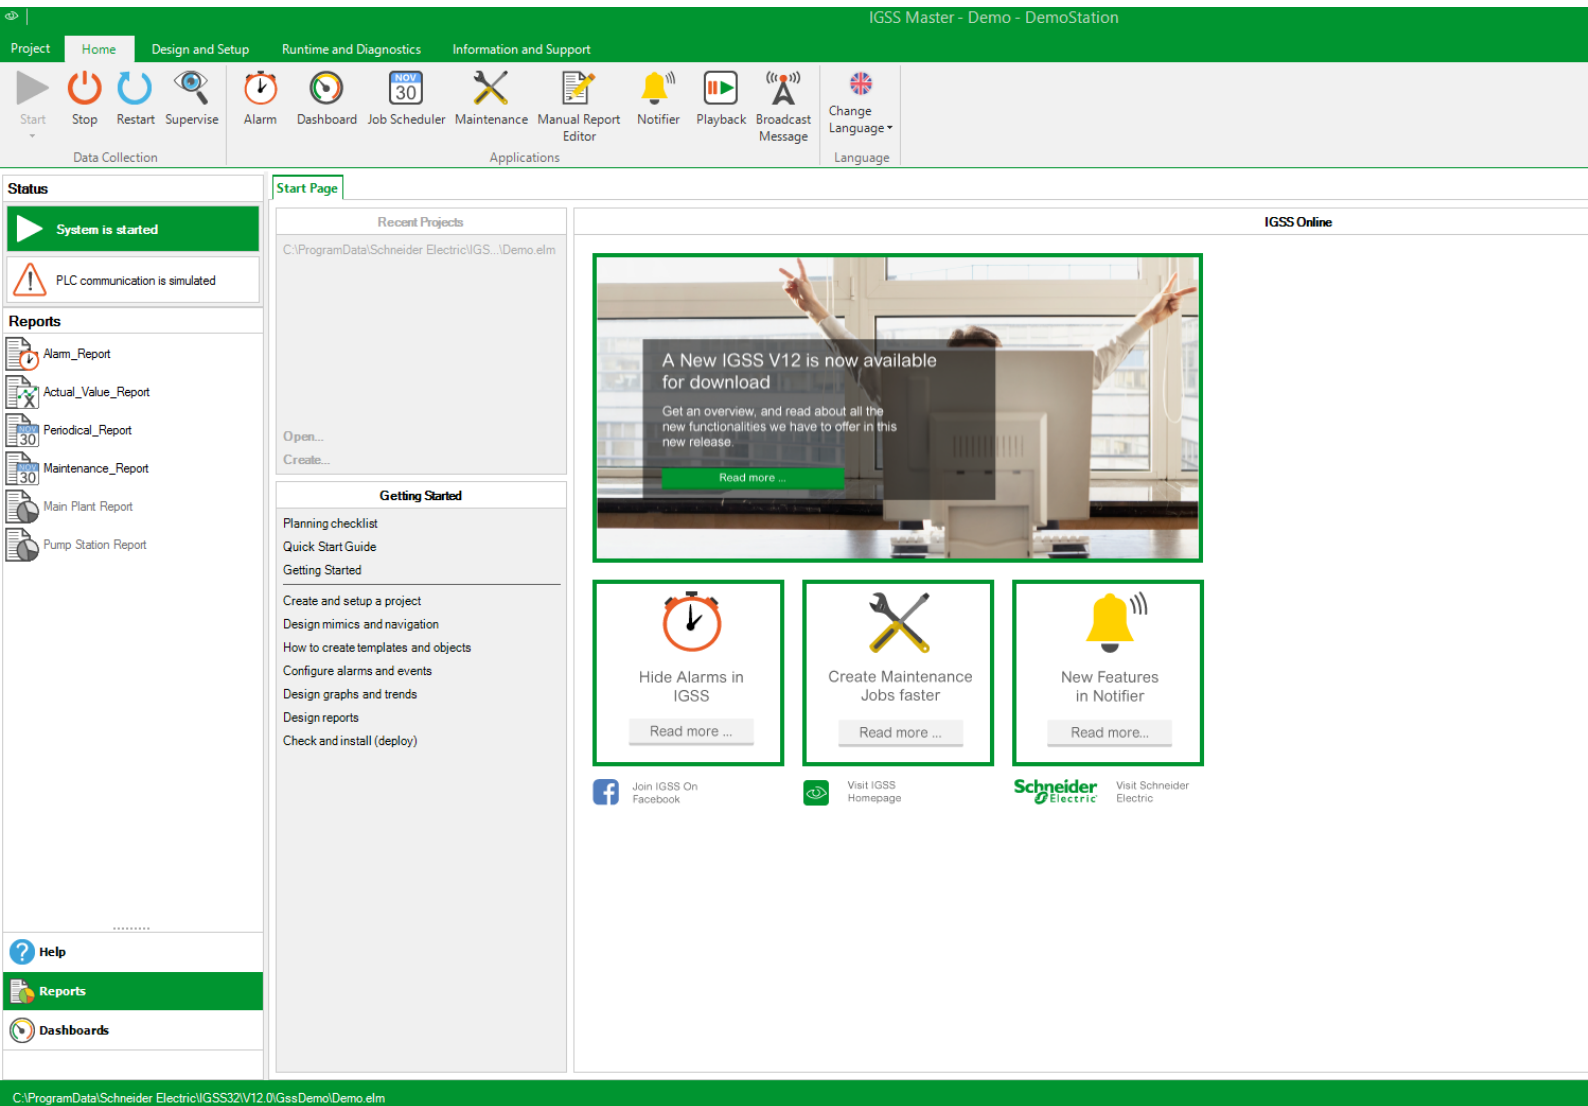 IGSS Master - Demo - DemoStation
Project
Home
Design and Setup
Runtime and Diagnostics
Information and Support
Start
Stop
Restart
Supervise
Data Collection
Alarm
Dashboard
NOV
30
Job Scheduler
Maintenance
Manual Report
Editor
Notifier
Playback
Broadcast
Message
Applications
Change
Language
Language
Status
System is started
PLC communication is simulated
Reports
Alarm_Report
Actual_Value_Report
NOV
30
Periodical_Report
NOV
30
Maintenance_Report
Main Plant Report
Pump Station Report
Help
Reports
Dashboards
Start Page
Recent Projects
C:\ProgramData\Schneider Electric\IGS...\Demo.elm
Open...
Create...
Getting Started
Planning checklist
Quick Start Guide
Getting Started
Create and setup a project
Design mimics and navigation
How to create templates and objects
Configure alarms and events
Design graphs and trends
Design reports
Check and install (deploy)
IGSS Online
A New IGSS V12 is now available
for download
Get an overview, and read about all the
new functionalities we have to offer in this
new release.
Read more ...
Hide Alarms in
IGSS
Read more ...
Create Maintenance
Jobs faster
Read more ...
New Features
in Notifier
Read more...
Join IGSS On
Facebook
Visit IGSS
Homepage
Schneider
Electric
Visit Schneider
Electric
C:\ProgramData\Schneider Electric\IGSS32\V12.0\GssDemo\Demo.elm